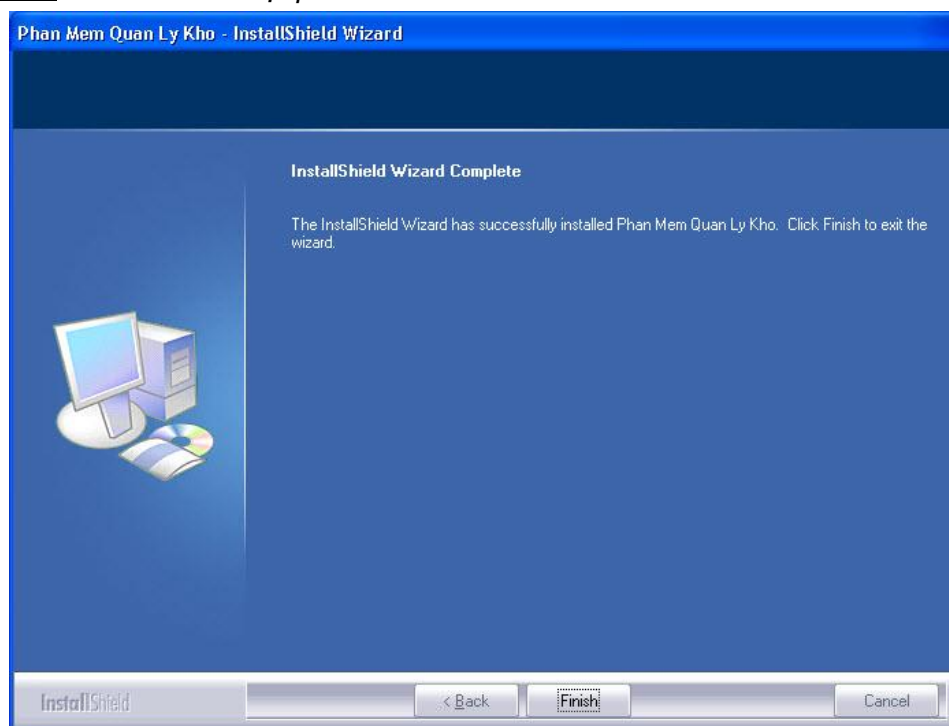 Phan Mem Quan Ly Kho - InstallShield Wizard
InstallShield Wizard Complete
The InstallShield Wizard has successfully installed Phan Mem Quan Ly Kho. Click Finish to exit the
wizard.
InstallShield
< Back
Finish
Cancel